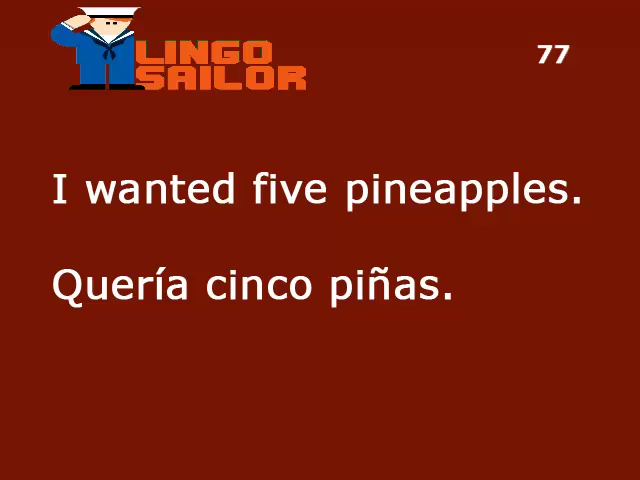 LINGO
SAILOR
77
I wanted five pineapples.
Quería cinco piñas.